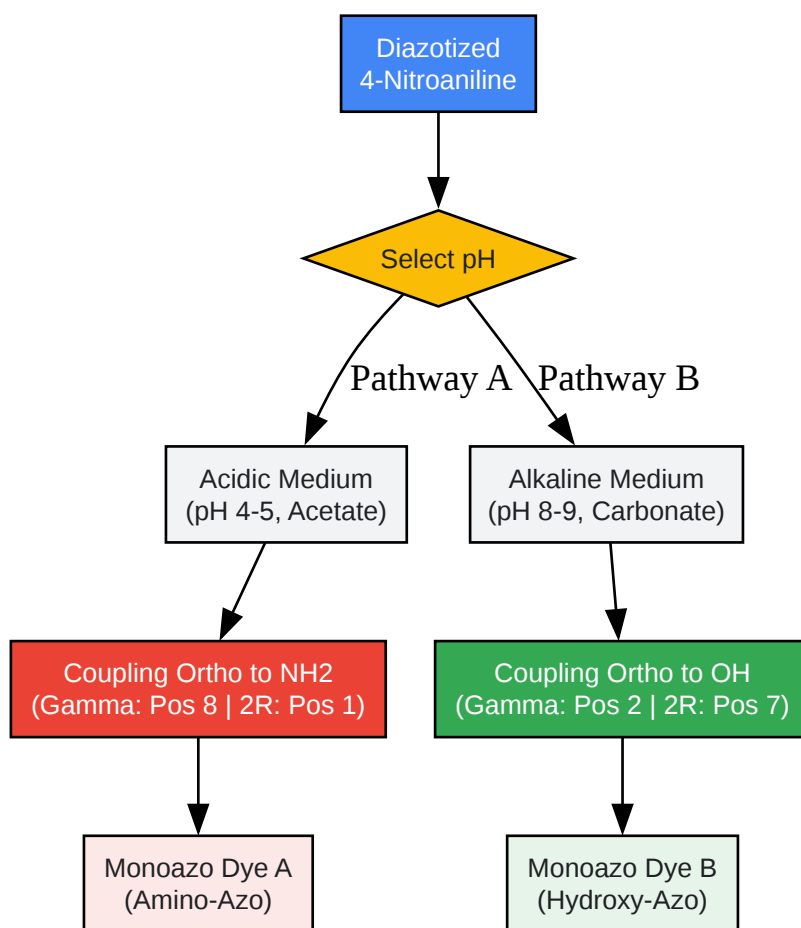 Diazotized
4-Nitroaniline
Select pH
Pathway A
Pathway B
Acidic Medium
(pH 4-5, Acetate)
Alkaline Medium
(pH 8-9, Carbonate)
Coupling Ortho to NH2
(Gamma: Pos 8 | 2R: Pos 1)
Coupling Ortho to OH
(Gamma: Pos 2 | 2R: Pos 7)
Monoazo Dye A
(Amino-Azo)
Monoazo Dye B
(Hydroxy-Azo)